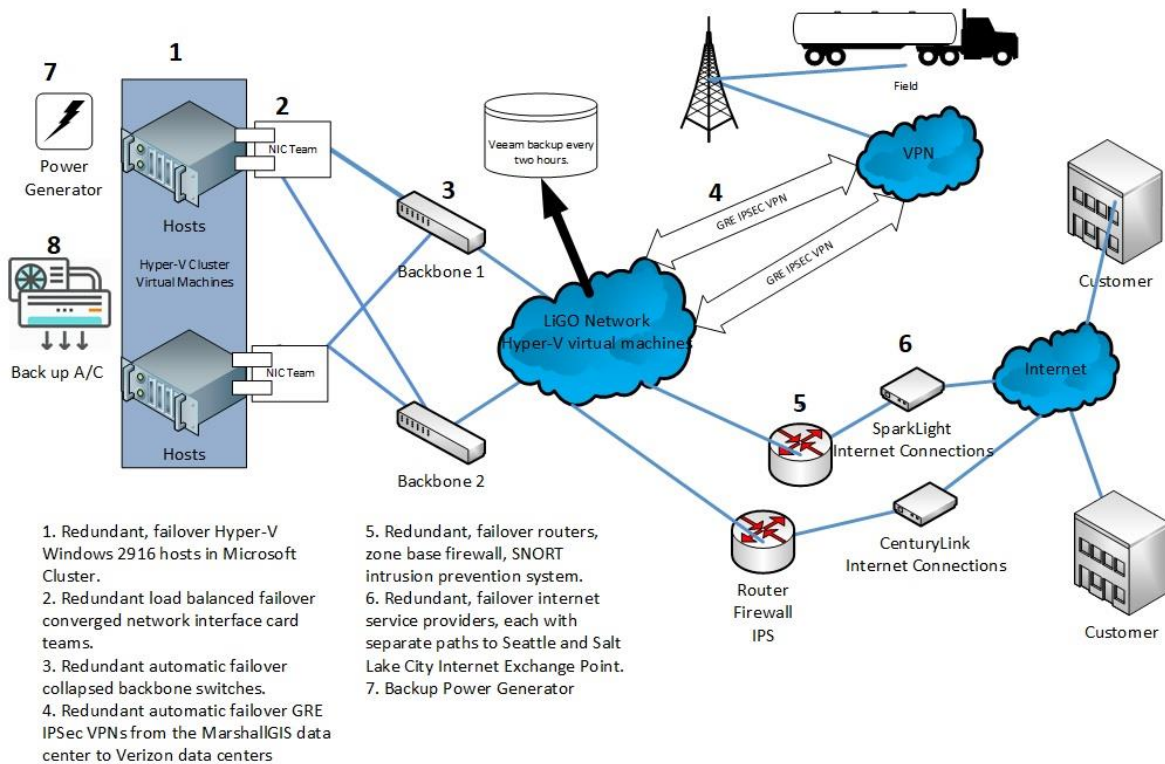 1
7
2
NIC Team
Power
Generator
Hosts
8
Hyper-V Cluster
Virtual Machines
Back up A/C
NIC Team
Hosts
3
Backbone 1
Backbone 2
Veeam backup every
two hours.
4
GRE IPSEC VPN
GRE IPSEC VPN
Field
VPN
LiGO Network
Hyper-V virtual machines
Customer
6
Internet
5
SparkLight
Internet Connections
CenturyLink
Internet Connections
Router
Firewall
IPS
Customer
1. Redundant, failover Hyper-V
Windows 2916 hosts in Microsoft
Cluster.
2. Redundant load balanced failover
converged network interface card
teams.
3. Redundant automatic failover
collapsed backbone switches.
4. Redundant automatic failover GRE
IPSec VPNs from the MarshallGIS data
center to Verizon data centers
5. Redundant, failover routers,
zone base firewall, SNORT
intrusion prevention system.
6. Redundant, failover internet
service providers, each with
separate paths to Seattle and Salt
Lake City Internet Exchange Point.
7. Backup Power Generator